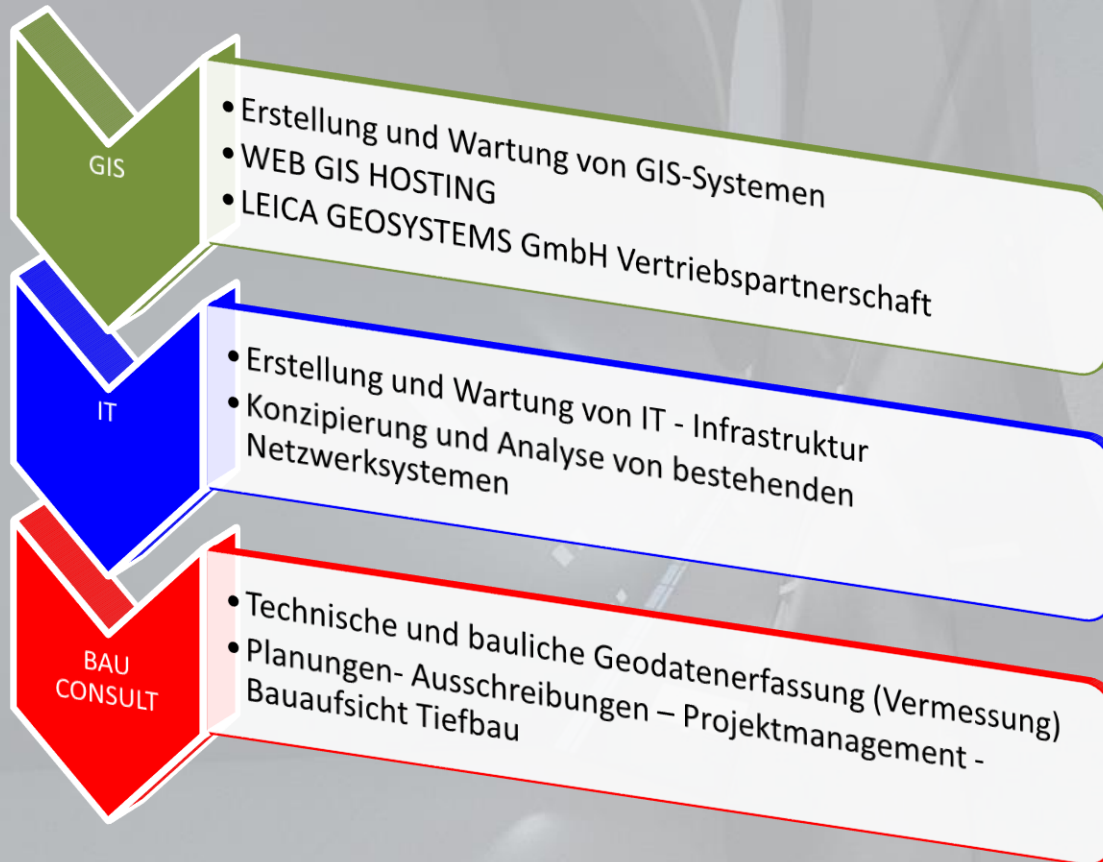 GIS
• Erstellung und Wartung von GIS-Systemen
• WEB GIS HOSTING
• LEICA GEOSYSTEMS GmbH Vertriebspartnerschaft
IT
• Erstellung und Wartung von IT - Infrastruktur
• Konzipierung und Analyse von bestehenden
Netzwerksystemen
BAU
CONSULT
• Technische und bauliche Geodatenerfassung (Vermessung)
• Planungen- Ausschreibungen – Projektmanagement -
Bauaufsicht Tiefbau